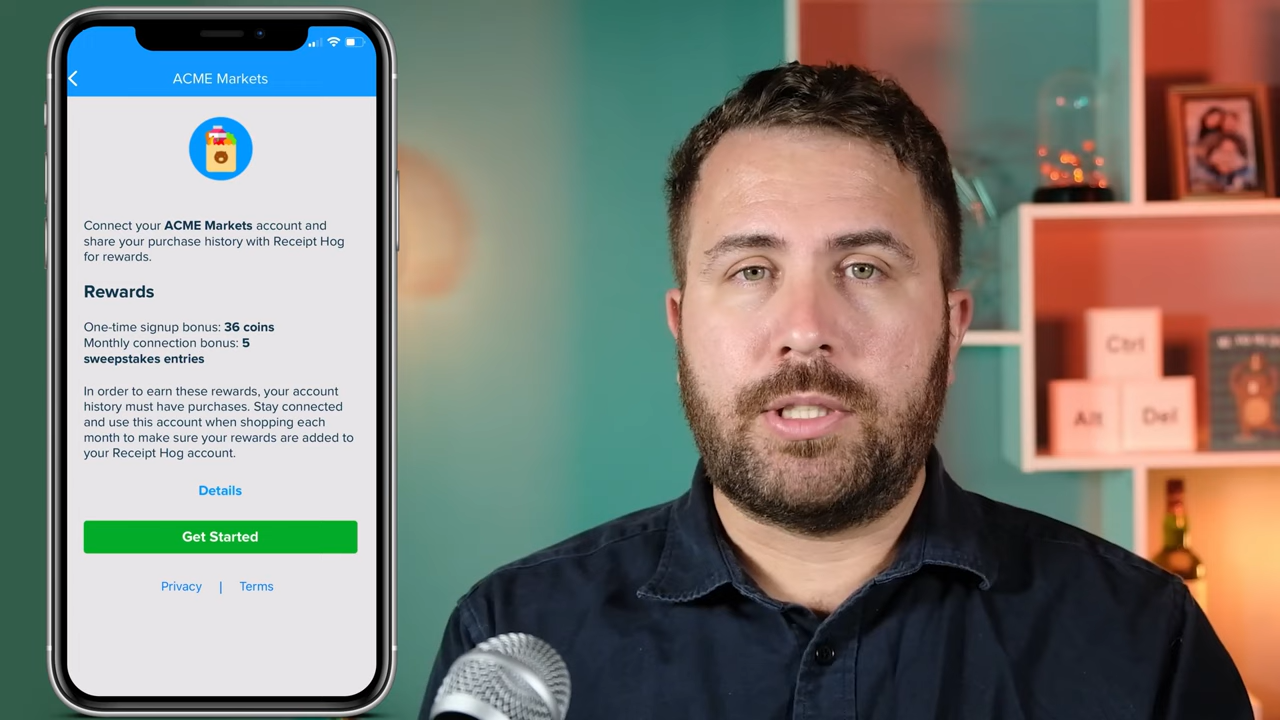 ACME Markets
Connect your ACME Markets account and
share your purchase history with Receipt Hog
for rewards.
Rewards
One-time signup bonus: 36 coins
Monthly connection bonus: 5
sweepstakes entries
In order to earn these rewards, your account
history must have purchases. Stay connected
and use this account when shopping each
month to make sure your rewards are added to
your Receipt Hog account.
Details
Get Started
Privacy | Terms
Ctrl
Alt
Del